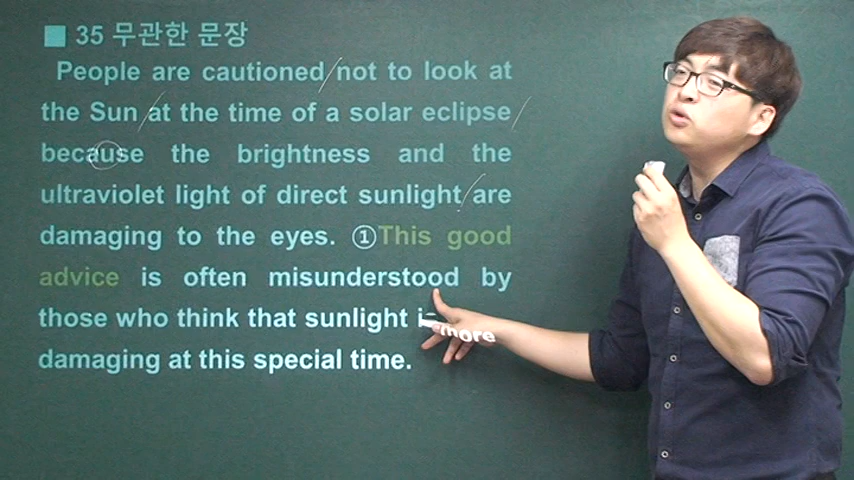 ■ 35 무관한 문장
People are cautioned not to look at
the Sun at the time of a solar eclipse
because the brightness and the
ultraviolet light of direct sunlight are
damaging to the eyes. ①This good
advice is often misunderstood by
those who think that sunlight is more
damaging at this special time.